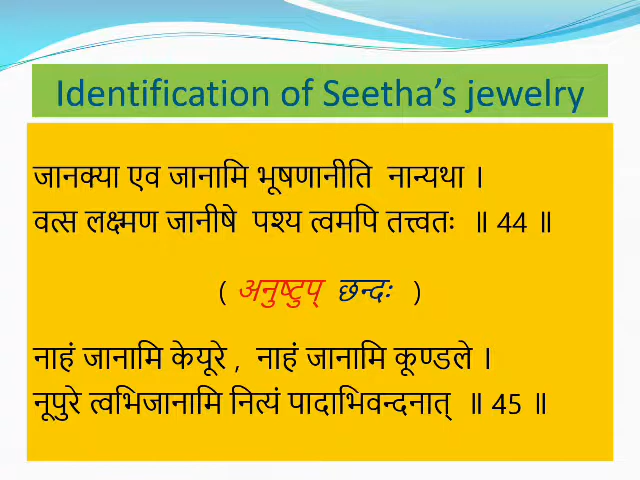 Identification of Seetha’s jewelry
जानक्या एव जानामि भूषणानीति नान्यथा ।
वत्स लक्ष्मण जानीषे पश्य त्वमपि तत्त्वतः ॥ 44 ॥
( अनुष्टुप् छन्दः )
नाहं जानामि केयूरे , नाहं जानामि कूण्डले ।
नूपुरे त्वभिजानामि नित्यं पादाभिवन्दनात् ॥ 45 ॥